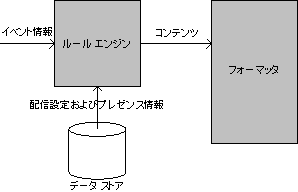 イベント情報
ルール エンジン
コンテンツ
フォーマッタ
配信設定およびプレゼンス情報
データ ストア